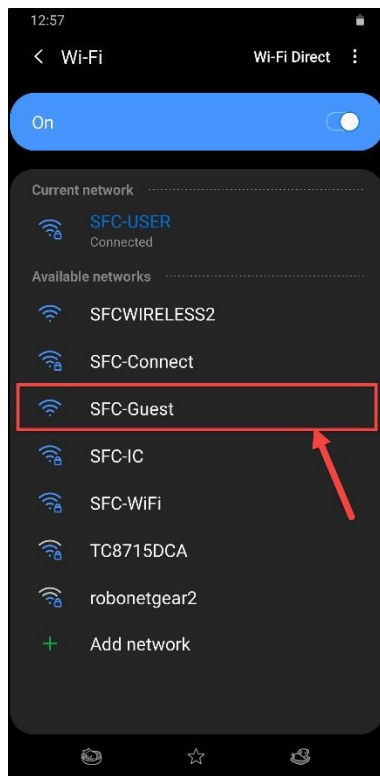 12:57
Wi-Fi Wi-Fi Direct
On
Current network
SFC-USER
Connected
Available networks
SFCWIRELESS2
SFC-Connect
SFC-Guest
SFC-IC
SFC-WiFi
TC8715DCA
robonetgear2
Add network